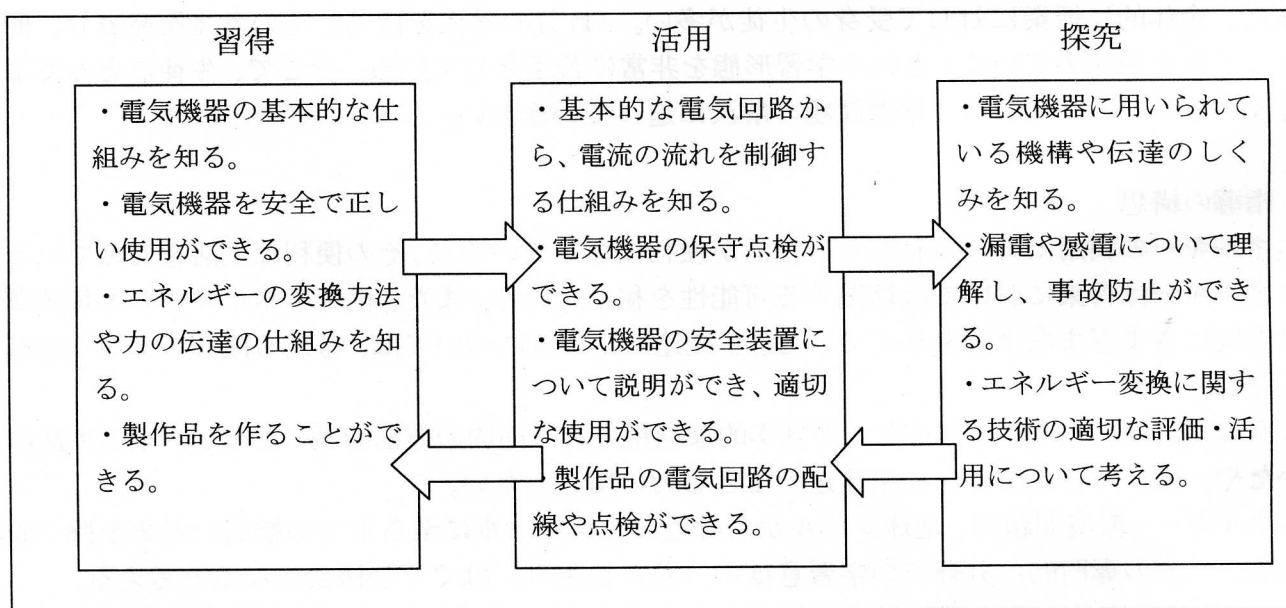 習得
・電気機器の基本的な仕
組みを知る。
・電気機器を安全で正し
い使用ができる。
・エネルギーの変換方法
や力の伝達の仕組みを知
る。
・製作品を作ることがで
きる。
活用
・基本的な電気回路か
ら、電流の流れを制御す
る仕組みを知る。
・電気機器の保守点検が
できる。
・電気機器の安全装置に
ついて説明ができ、適切
な使用ができる。
・製作品の電気回路の配
線や点検ができる。
探究
・電気機器に用いられて
いる機構や伝達のしく
みを知る。
・漏電や感電について理
解し、事故防止ができ
る。
・エネルギー変換に関す
る技術の適切な評価・活
用について考える。